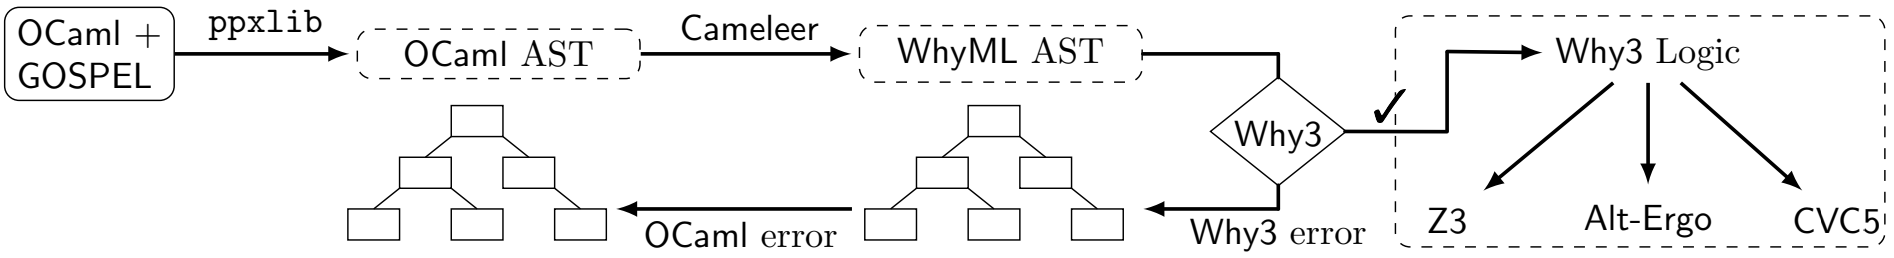 OCaml +
GOSPEL
ppxlib
OCaml AST
Cameleer
WhyML AST
Why3
✓
Why3 Logic
Z3
Alt-Ergo
CVC5
Why3 error
OCaml error